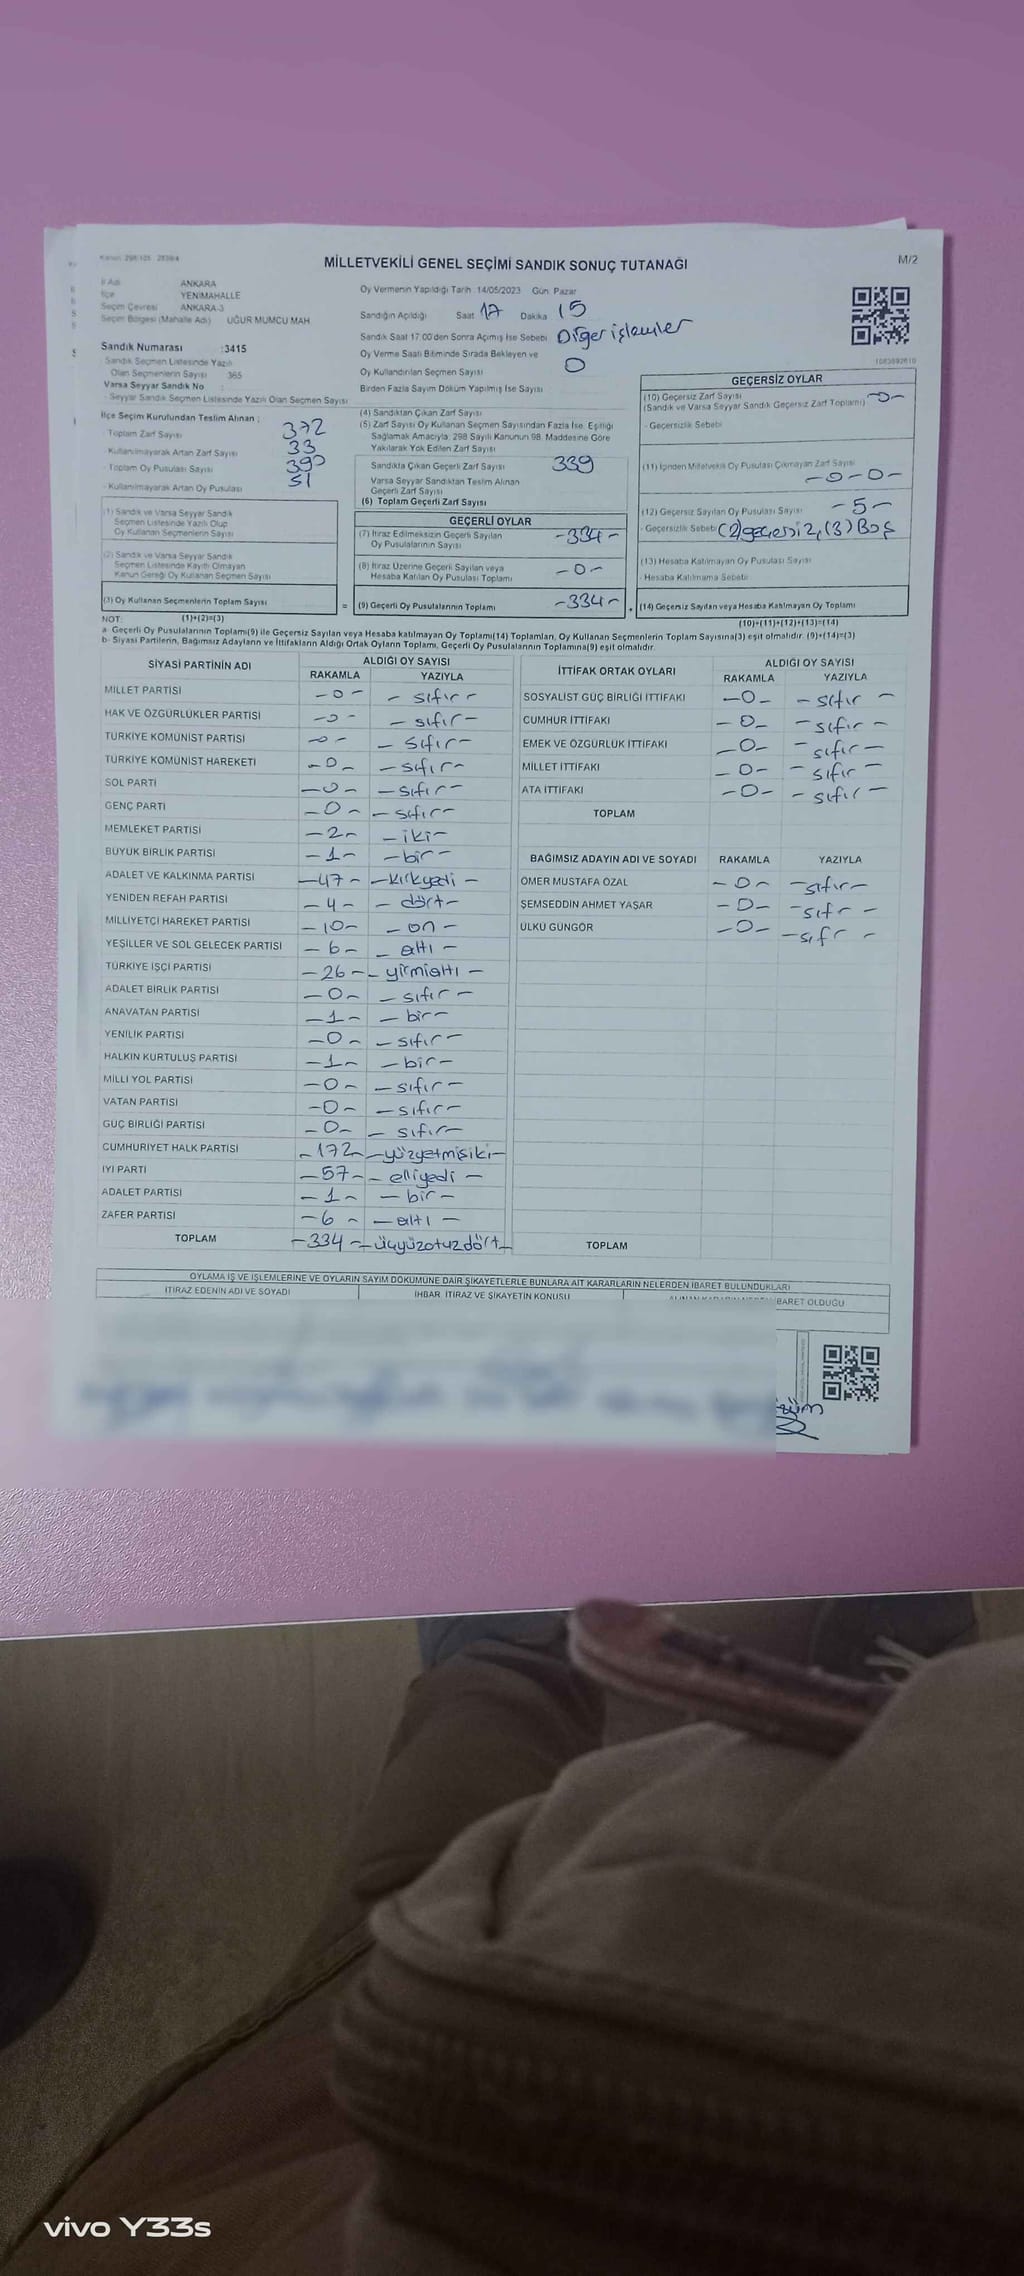 Kanun: 298/105 2839/4
MİLLETVEKİLİ GENEL SEÇİMİ SANDIK SONUÇ TUTANAĞI
M/2
İl Adı ANKARA
İlçe YENİMAHALLE
Seçim Çevresi ANKARA-3
Seçim Bölgesi (Mahalle Adı) UĞUR MUMCU MAH
Sandık Numarası :3415
Sandık Seçmen Listesinde Yazılı
Olan Seçmenlerin Sayısı 365
Varsa Seyyar Sandık No
- Seyyar Sandık Seçmen Listesinde Yazılı Olan Seçmen Sayısı
İlçe Seçim Kurulundan Teslim Alınan ;
- Toplam Zarf Sayısı 372
- Kullanılmayarak Artan Zarf Sayısı 33
- Toplam Oy Pusulası Sayısı 390
- Kullanılmayarak Artan Oy Pusulası 51
(1) Sandık ve Varsa Seyyar Sandık
Seçmen Listesinde Yazılı Olup
Oy Kullanan Seçmenlerin Sayısı
(2) Sandık ve Varsa Seyyar Sandık
Seçmen Listesinde Kayıtlı Olmayan
Kanun Gereği Oy Kullanan Seçmen Sayısı
(3) Oy Kullanan Seçmenlerin Toplam Sayısı
Oy Vermenin Yapıldığı Tarih 14/05/2023 Gün Pazar
Sandığın Açıldığı Saat 17 Dakika 15
Sandık Saat 17:00'den Sonra Açılmış İse Sebebi Diğer işlemler
Oy Verme Saati Bitiminde Sırada Bekleyen ve
Oy Kullandırılan Seçmen Sayısı 0
Birden Fazla Sayım Döküm Yapılmış İse Sayısı
(4) Sandıktan Çıkan Zarf Sayısı
(5) Zarf Sayısı Oy Kullanan Seçmen Sayısından Fazla İse, Eşitliği
Sağlamak Amacıyla, 298 Sayılı Kanunun 98. Maddesine Göre
Yakılarak Yok Edilen Zarf Sayısı
Sandıkta Çıkan Geçerli Zarf Sayısı 339
Varsa Seyyar Sandıktan Teslim Alınan
Geçerli Zarf Sayısı
(6) Toplam Geçerli Zarf Sayısı
GEÇERLİ OYLAR
(7) İtiraz Edilmeksizin Geçerli Sayılan
Oy Pusulalarının Sayısı -334-
(8) İtiraz Üzerine Geçerli Sayılan veya
Hesaba Katılan Oy Pusulası Toplamı -0-
= (9) Geçerli Oy Pusulalarının Toplamı -334- +
GEÇERSİZ OYLAR
(10) Geçersiz Zarf Sayısı
(Sandık ve Varsa Seyyar Sandık Geçersiz Zarf Toplamı) -0-
- Geçersizlik Sebebi
(11) İçinden Milletvekili Oy Pusulası Çıkmayan Zarf Sayısı
-0-0-
(12) Geçersiz Sayılan Oy Pusulası Sayısı -5-
- Geçersizlik Sebebi (2) geçersiz, (3) Boş
(13) Hesaba Katılmayan Oy Pusulası Sayısı
- Hesaba Katılmama Sebebi
(14) Geçersiz Sayılan veya Hesaba Katılmayan Oy Toplamı
NOT: (1)+(2)=(3) (10)+(11)+(12)+(13)=(14)
a- Geçerli Oy Pusulalarının Toplamı(9) ile Geçersiz Sayılan veya Hesaba katılmayan Oy Toplamı(14) Toplamları, Oy Kullanan Seçmenlerin Toplam Sayısına(3) eşit olmalıdır. (9)+(14)=(3)
b- Siyasi Partilerin, Bağımsız Adayların ve İttifakların Aldığı Ortak Oyların Toplamı, Geçerli Oy Pusulalarının Toplamına(9) eşit olmalıdır.
SİYASİ PARTİNİN ADI ALDIĞI OY SAYISI
RAKAMLA YAZIYLA
MİLLET PARTİSİ -0- -sıfır-
HAK VE ÖZGÜRLÜKLER PARTİSİ -0- -sıfır-
TÜRKİYE KOMÜNİST PARTİSİ -0- -sıfır-
TÜRKİYE KOMÜNİST HAREKETİ -0- -sıfır-
SOL PARTİ -0- -sıfır-
GENÇ PARTİ -0- -sıfır-
MEMLEKET PARTİSİ -2- -iki-
BÜYÜK BİRLİK PARTİSİ -1- -bir-
ADALET VE KALKINMA PARTİSİ -47- -kırkyedi-
YENİDEN REFAH PARTİSİ -4- -dört-
MİLLİYETÇİ HAREKET PARTİSİ -10- -on-
YEŞİLLER VE SOL GELECEK PARTİSİ -6- -altı-
TÜRKİYE İŞÇİ PARTİSİ -26- -yirmialtı-
ADALET BİRLİK PARTİSİ -0- -sıfır-
ANAVATAN PARTİSİ -1- -bir-
YENİLİK PARTİSİ -0- -sıfır-
HALKIN KURTULUŞ PARTİSİ -1- -bir-
MİLLİ YOL PARTİSİ -0- -sıfır-
VATAN PARTİSİ -0- -sıfır-
GÜÇ BİRLİĞİ PARTİSİ -0- -sıfır-
CUMHURİYET HALK PARTİSİ -172- -yüzyetmişiki-
İYİ PARTİ -57- -elliyedi-
ADALET PARTİSİ -1- -bir-
ZAFER PARTİSİ -6- -altı-
TOPLAM -334- -üçyüzotuzdört-
İTTİFAK ORTAK OYLARI ALDIĞI OY SAYISI
RAKAMLA YAZIYLA
SOSYALİST GÜÇ BİRLİĞİ İTTİFAKI -0- -sıfır-
CUMHUR İTTİFAKI -0- -sıfır-
EMEK VE ÖZGÜRLÜK İTTİFAKI -0- -sıfır-
MİLLET İTTİFAKI -0- -sıfır-
ATA İTTİFAKI -0- -sıfır-
TOPLAM
BAĞIMSIZ ADAYIN ADI VE SOYADI RAKAMLA YAZIYLA
ÖMER MUSTAFA ÖZAL -0- -sıfır-
ŞEMSEDDİN AHMET YAŞAR -0- -sıfr-
ÜLKÜ GÜNGÖR -0- -sıfr-
TOPLAM
OYLAMA İŞ VE İŞLEMLERİNE VE OYLARIN SAYIM DÖKÜMÜNE DAİR ŞİKAYETLERLE BUNLARA AİT KARARLARIN NELERDEN İBARET BULUNDUKLARI
İTİRAZ EDENİN ADI VE SOYADI İHBAR İTİRAZ VE ŞİKAYETİN KONUSU İBARET OLDUĞU
vivo Y33s